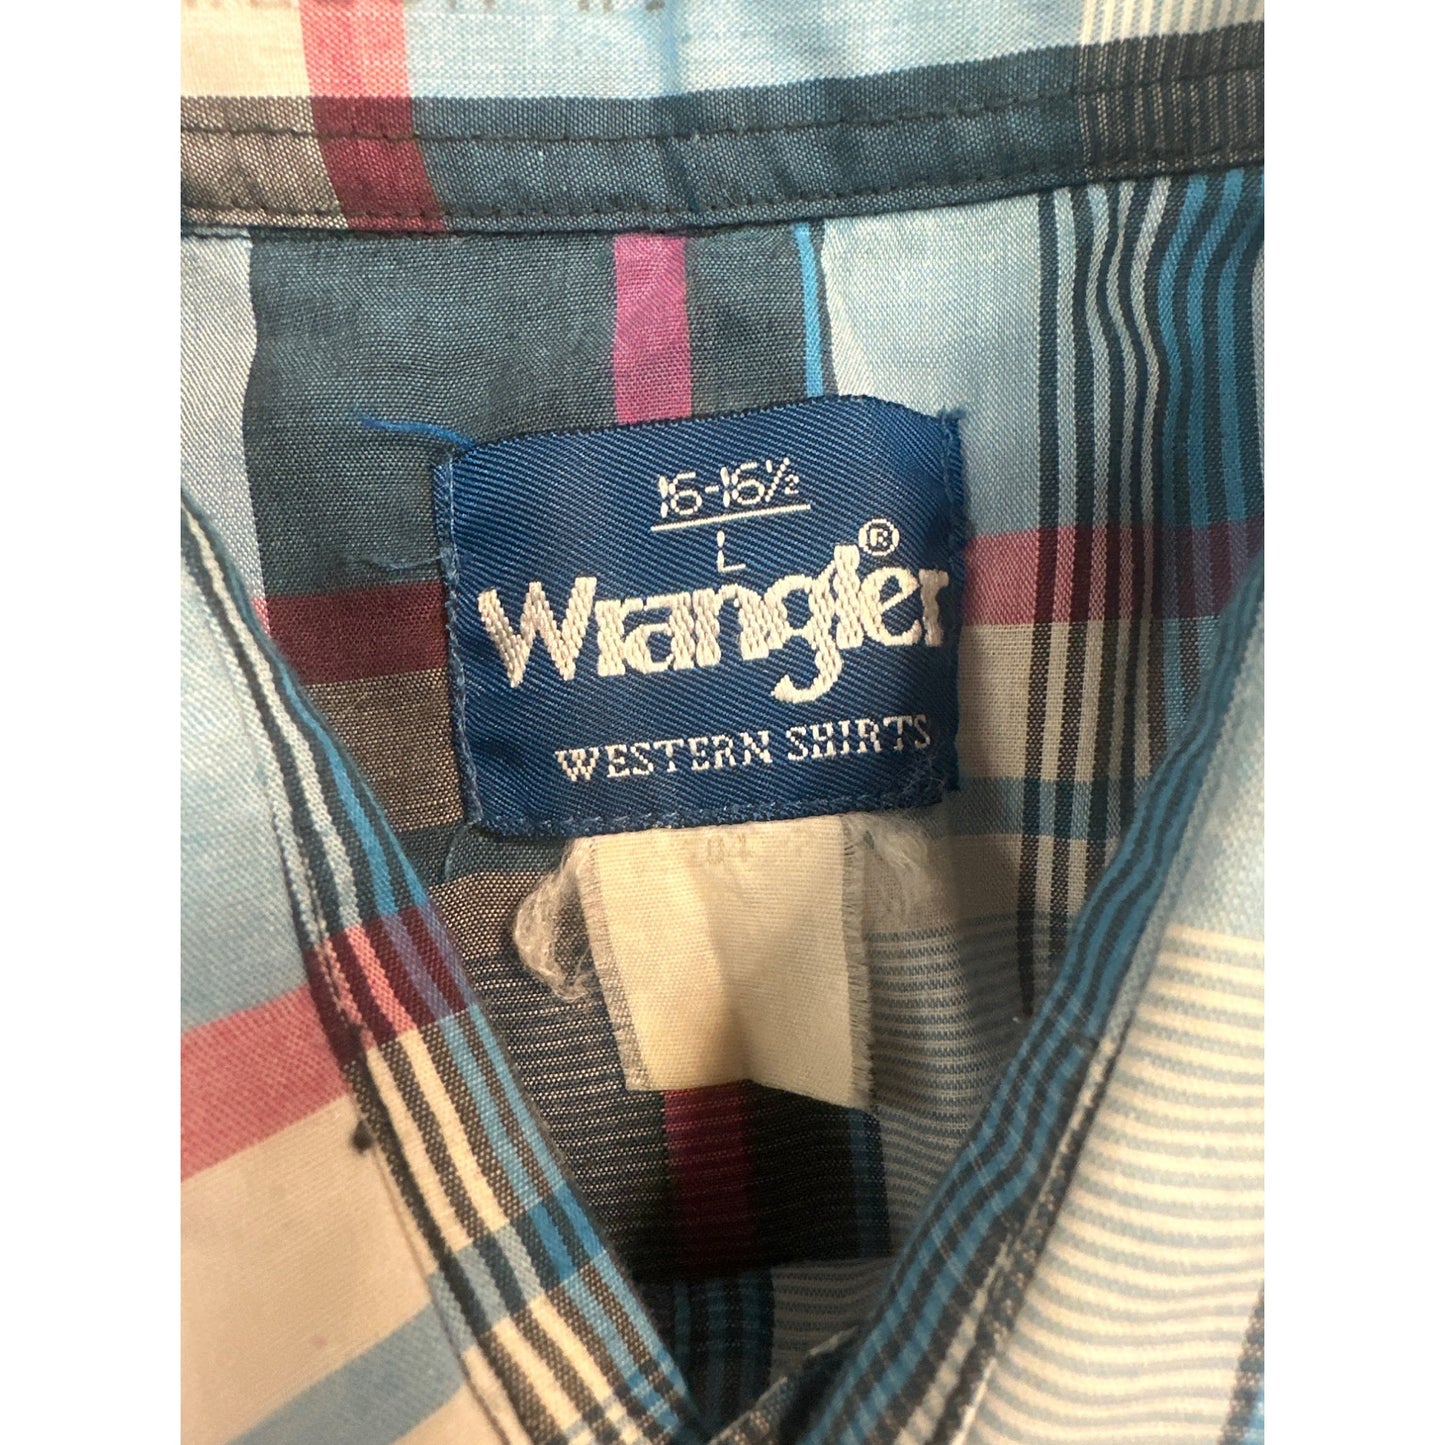 16-16½
L
Wrangler®
WESTERN SHIRTS